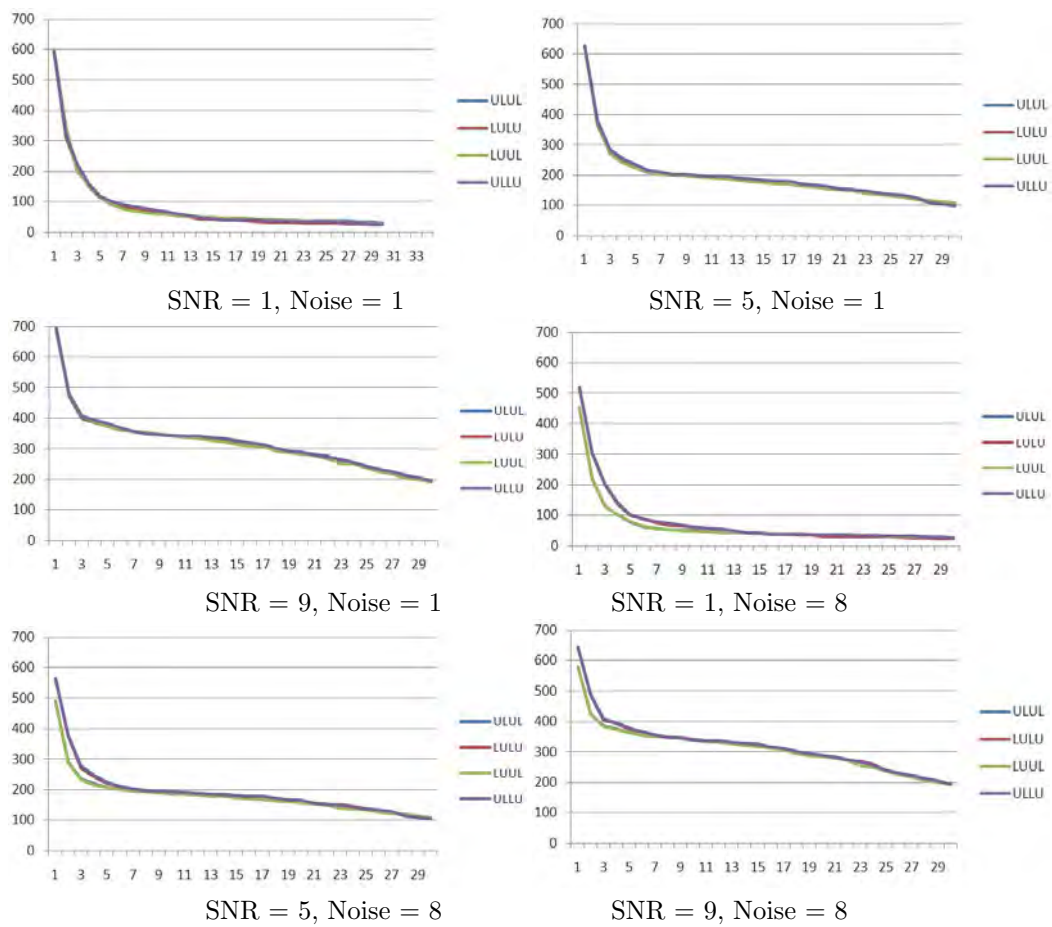 700
600
500
400
300
200
100
0
1 3 5 7 9 11 13 15 17 19 21 23 25 27 29 31 33
ULUL
LULU
LUUL
ULLU
SNR = 1, Noise = 1
700
600
500
400
300
200
100
0
1 3 5 7 9 11 13 15 17 19 21 23 25 27 29
ULUL
LULU
LUUL
ULLU
SNR = 5, Noise = 1
700
600
500
400
300
200
100
0
1 3 5 7 9 11 13 15 17 19 21 23 25 27 29
ULUL
LULU
LUUL
ULLU
SNR = 9, Noise = 1
700
600
500
400
300
200
100
0
1 3 5 7 9 11 13 15 17 19 21 23 25 27 29
ULUL
LULU
LUUL
ULLU
SNR = 1, Noise = 8
700
600
500
400
300
200
100
0
1 3 5 7 9 11 13 15 17 19 21 23 25 27 29
ULUL
LULU
LUUL
ULLU
SNR = 5, Noise = 8
700
600
500
400
300
200
100
0
1 3 5 7 9 11 13 15 17 19 21 23 25 27 29
ULUL
LULU
LUUL
ULLU
SNR = 9, Noise = 8